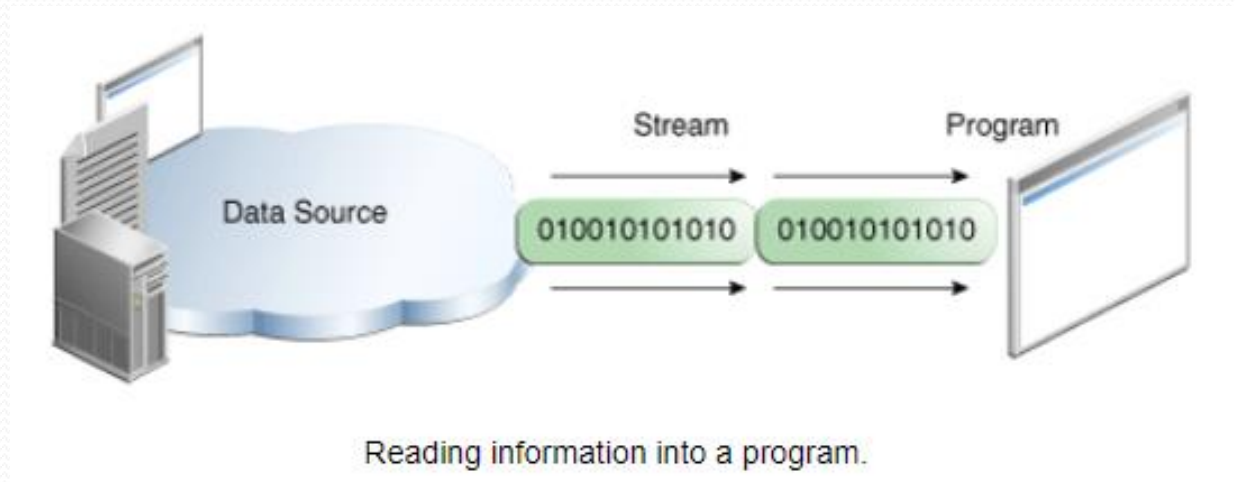 Stream
Program
Data Source
010010101010
010010101010
Reading information into a program.